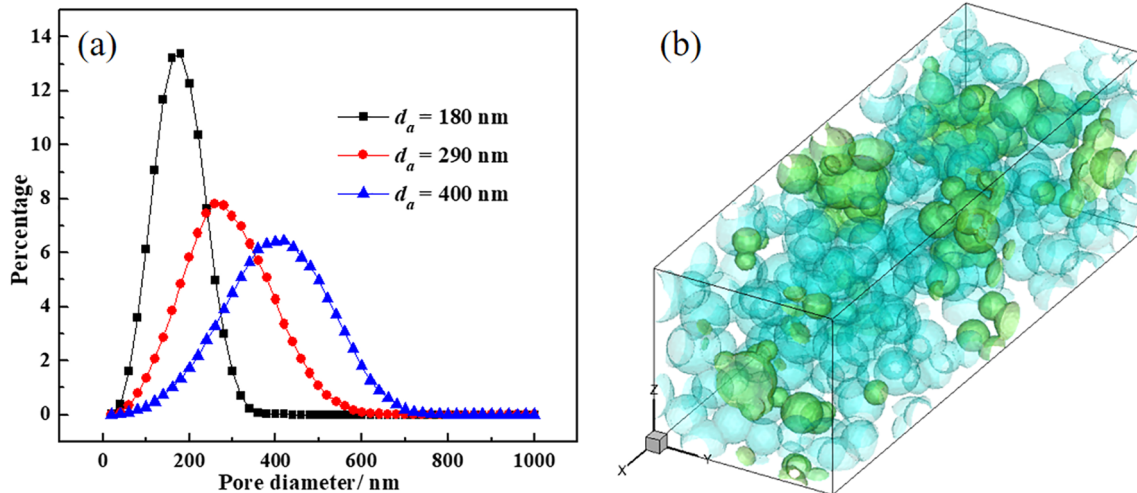 (a)
Percentage
14
12
10
8
6
4
2
0
d_a = 180 nm
d_a = 290 nm
d_a = 400 nm
0 200 400 600 800 1000
Pore diameter/ nm
(b)
Z
X
Y